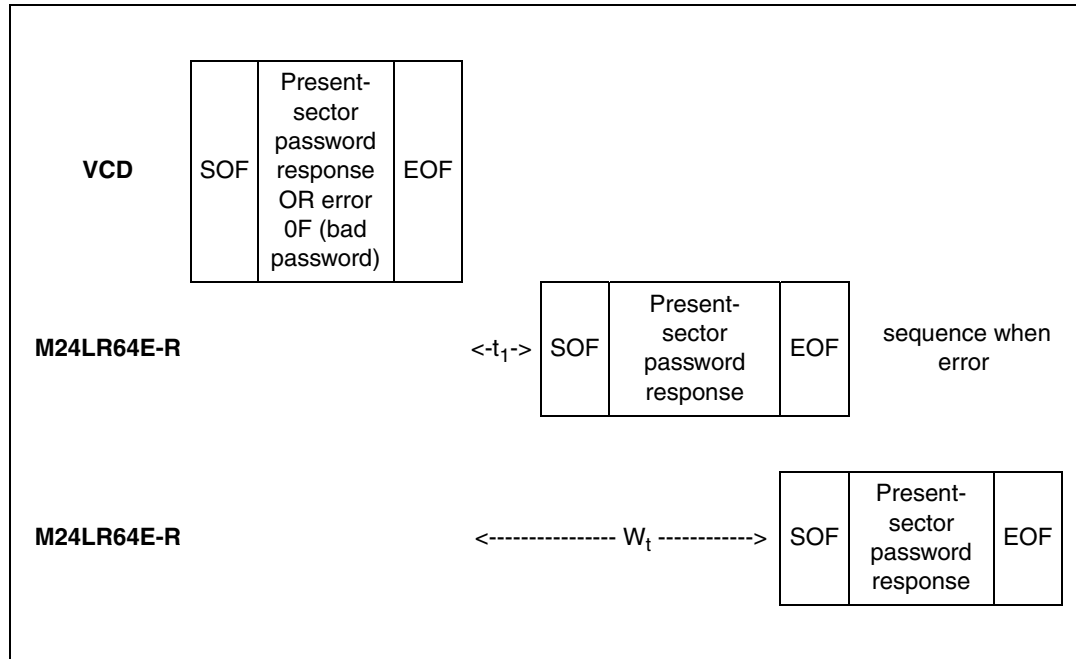 Present-
sector
password
response
OR error
0F (bad
password)
VCD
SOF
EOF
Present-
sector
password
response
M24LR64E-R
<-t1->
SOF
EOF
sequence when
error
Present-
sector
password
response
M24LR64E-R
<---------------- Wt ------------>
SOF
EOF